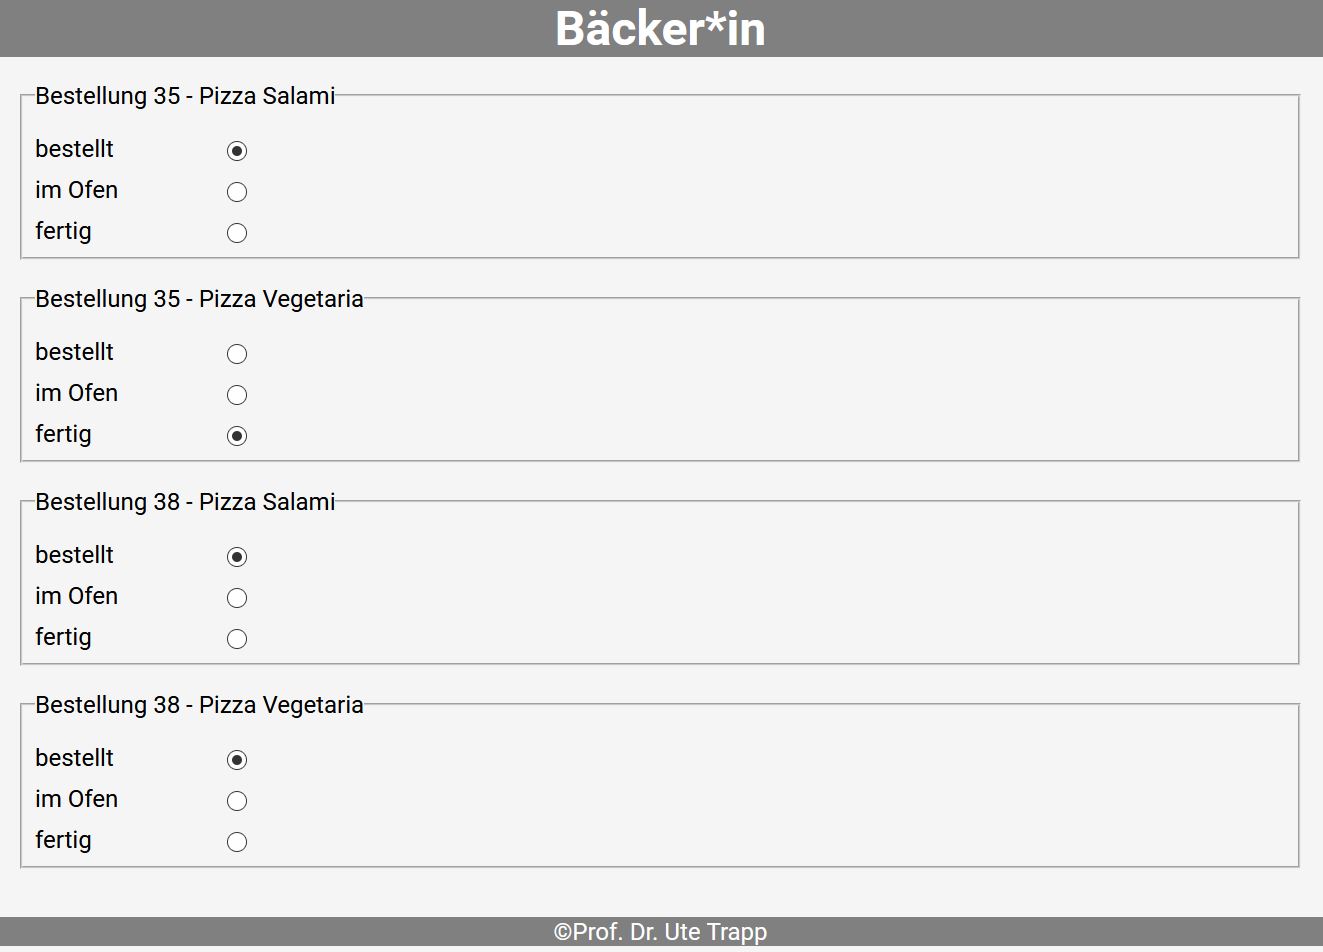 Bäcker*in
Bestellung 35 - Pizza Salami
bestellt
im Ofen
fertig
Bestellung 35 - Pizza Vegetaria
bestellt
im Ofen
fertig
Bestellung 38 - Pizza Salami
bestellt
im Ofen
fertig
Bestellung 38 - Pizza Vegetaria
bestellt
im Ofen
fertig
©Prof. Dr. Ute Trapp